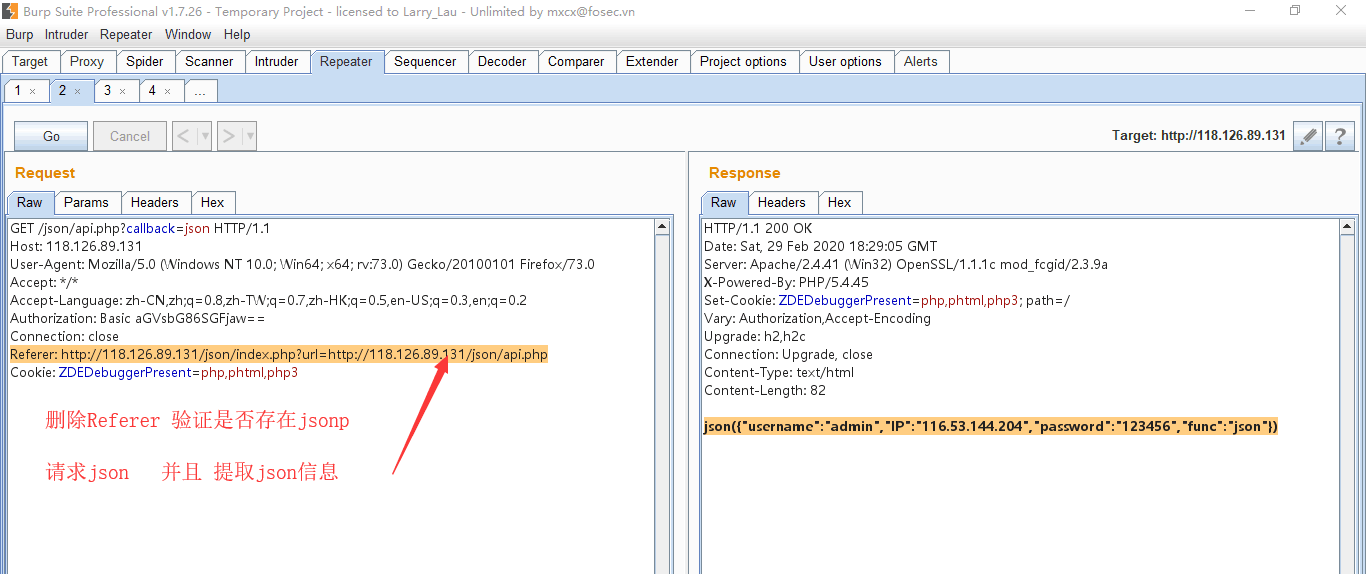 Burp Suite Professional v1.7.26 - Temporary Project - licensed to Larry_Lau - Unlimited by mxcx@fosec.vn
Burp Intruder Repeater Window Help
Target Proxy Spider Scanner Intruder Repeater Sequencer Decoder Comparer Extender Project options User options Alerts
1 × 2 × 3 × 4 × ...
Go Cancel < ▼ > ▼ Target: http://118.126.89.131 ?
Request
Raw Params Headers Hex
GET /json/api.php?callback=json HTTP/1.1
Host: 118.126.89.131
User-Agent: Mozilla/5.0 (Windows NT 10.0; Win64; x64; rv:73.0) Gecko/20100101 Firefox/73.0
Accept: */*
Accept-Language: zh-CN,zh;q=0.8,zh-TW;q=0.7,zh-HK;q=0.5,en-US;q=0.3,en;q=0.2
Authorization: Basic aGVsbG86SGFjaw==
Connection: close
Referer: http://118.126.89.131/json/index.php?url=http://118.126.89.131/json/api.php
Cookie: ZDEDebuggerPresent=php,phtml,php3
删除Referer 验证是否存在jsonp
请求json 并且 提取json信息
Response
Raw Headers Hex
HTTP/1.1 200 OK
Date: Sat, 29 Feb 2020 18:29:05 GMT
Server: Apache/2.4.41 (Win32) OpenSSL/1.1.1c mod_fcgid/2.3.9a
X-Powered-By: PHP/5.4.45
Set-Cookie: ZDEDebuggerPresent=php,phtml,php3; path=/
Vary: Authorization,Accept-Encoding
Upgrade: h2,h2c
Connection: Upgrade, close
Content-Type: text/html
Content-Length: 82
json({"username":"admin","IP":"116.53.144.204","password":"123456","func":"json"})